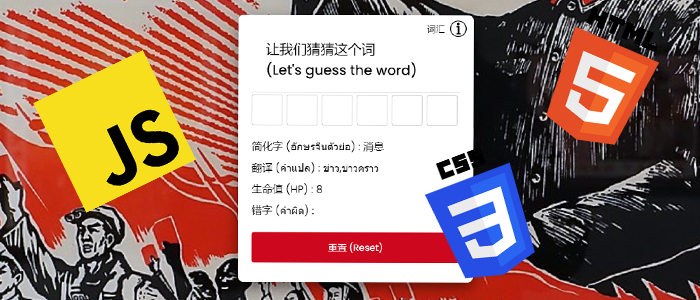 词汇 i
让我们猜猜这个词
(Let's guess the word)
简化字 (อักษรจีนตัวย่อ) : 消息
翻译 (คำแปล) : ข่าว,ข่าวคราว
生命值 (HP) : 8
错字 (คำผิด) :
重置 (Reset)
JS
HTML
5
CSS
3